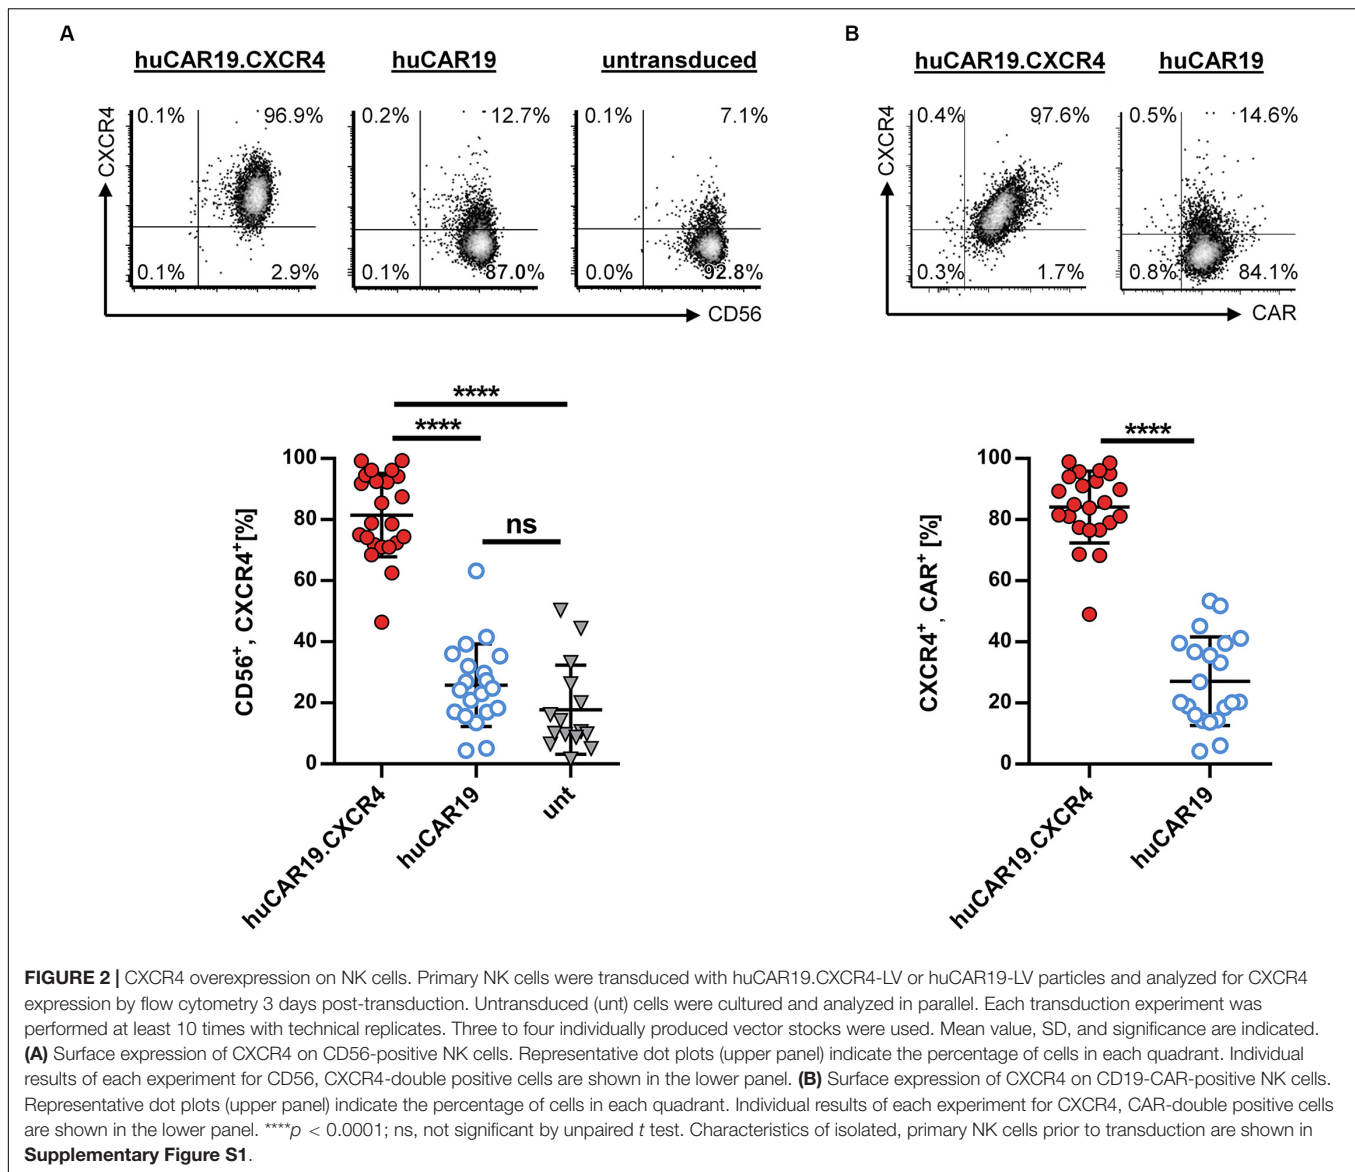 A
huCAR19.CXCR4
huCAR19
untransduced
CXCR4
0.1%
96.9%
0.1%
2.9%
0.2%
12.7%
0.1%
87.0%
0.1%
7.1%
0.0%
92.8%
CD56
B
huCAR19.CXCR4
huCAR19
CXCR4
0.4%
97.6%
0.3%
1.7%
0.5%
14.6%
0.8%
84.1%
CAR
****
****
ns
CD56⁺, CXCR4⁺[%]
100
80
60
40
20
0
huCAR19.CXCR4
huCAR19
unt
****
CXCR4⁺, CAR⁺ [%]
100
80
60
40
20
0
huCAR19.CXCR4
huCAR19
FIGURE 2 | CXCR4 overexpression on NK cells. Primary NK cells were transduced with huCAR19.CXCR4-LV or huCAR19-LV particles and analyzed for CXCR4
expression by flow cytometry 3 days post-transduction. Untransduced (unt) cells were cultured and analyzed in parallel. Each transduction experiment was
performed at least 10 times with technical replicates. Three to four individually produced vector stocks were used. Mean value, SD, and significance are indicated.
(A) Surface expression of CXCR4 on CD56-positive NK cells. Representative dot plots (upper panel) indicate the percentage of cells in each quadrant. Individual
results of each experiment for CD56, CXCR4-double positive cells are shown in the lower panel. (B) Surface expression of CXCR4 on CD19-CAR-positive NK cells.
Representative dot plots (upper panel) indicate the percentage of cells in each quadrant. Individual results of each experiment for CXCR4, CAR-double positive cells
are shown in the lower panel. ****p < 0.0001; ns, not significant by unpaired t test. Characteristics of isolated, primary NK cells prior to transduction are shown in
Supplementary Figure S1.